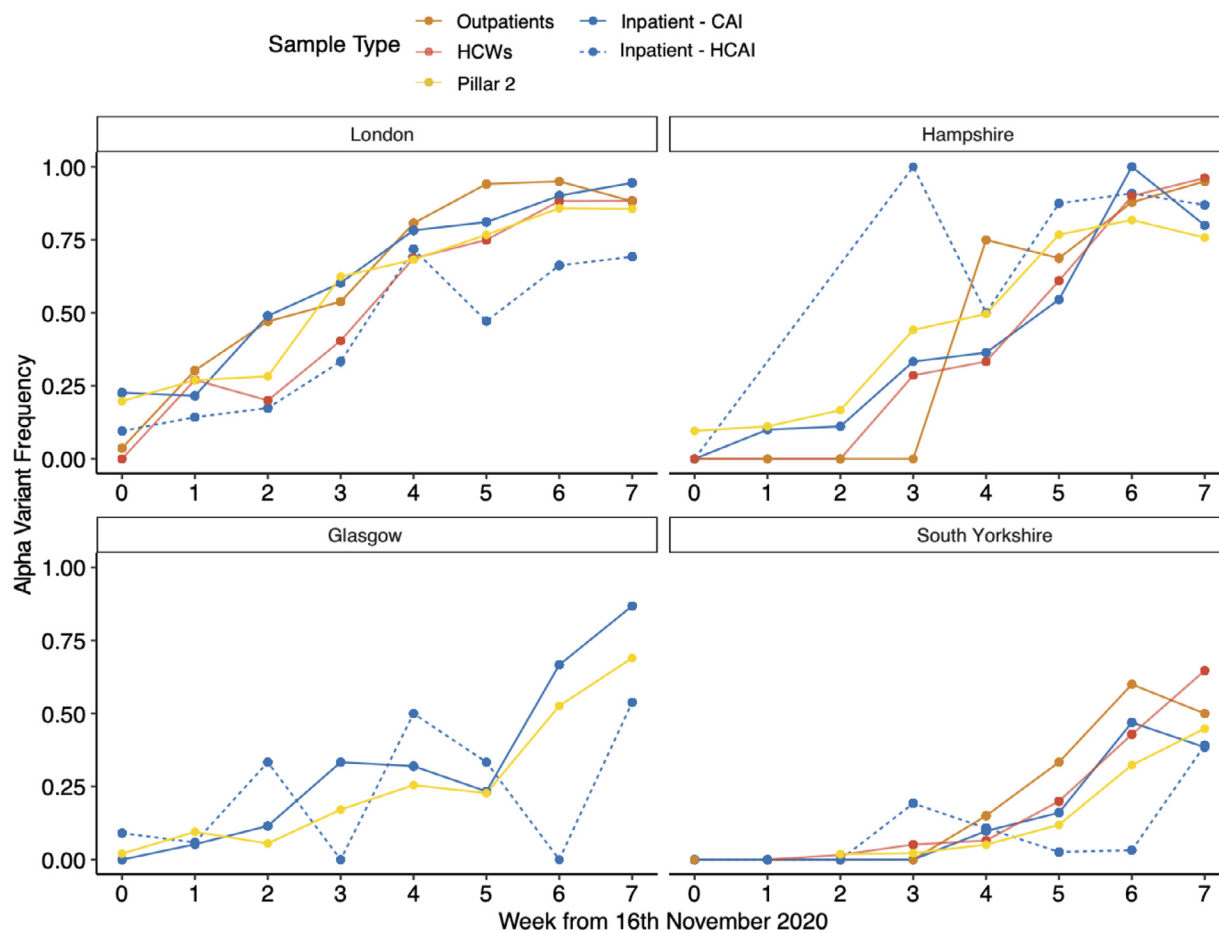 Sample Type
Outpatients
HCWs
Pillar 2
Inpatient - CAI
Inpatient - HCAI
London
Hampshire
1.00
0.75
0.50
0.25
0.00
0 1 2 3 4 5 6 7
0 1 2 3 4 5 6 7
Glasgow
South Yorkshire
1.00
0.75
0.50
0.25
0.00
0 1 2 3 4 5 6 7
0 1 2 3 4 5 6 7
Alpha Variant Frequency
Week from 16th November 2020